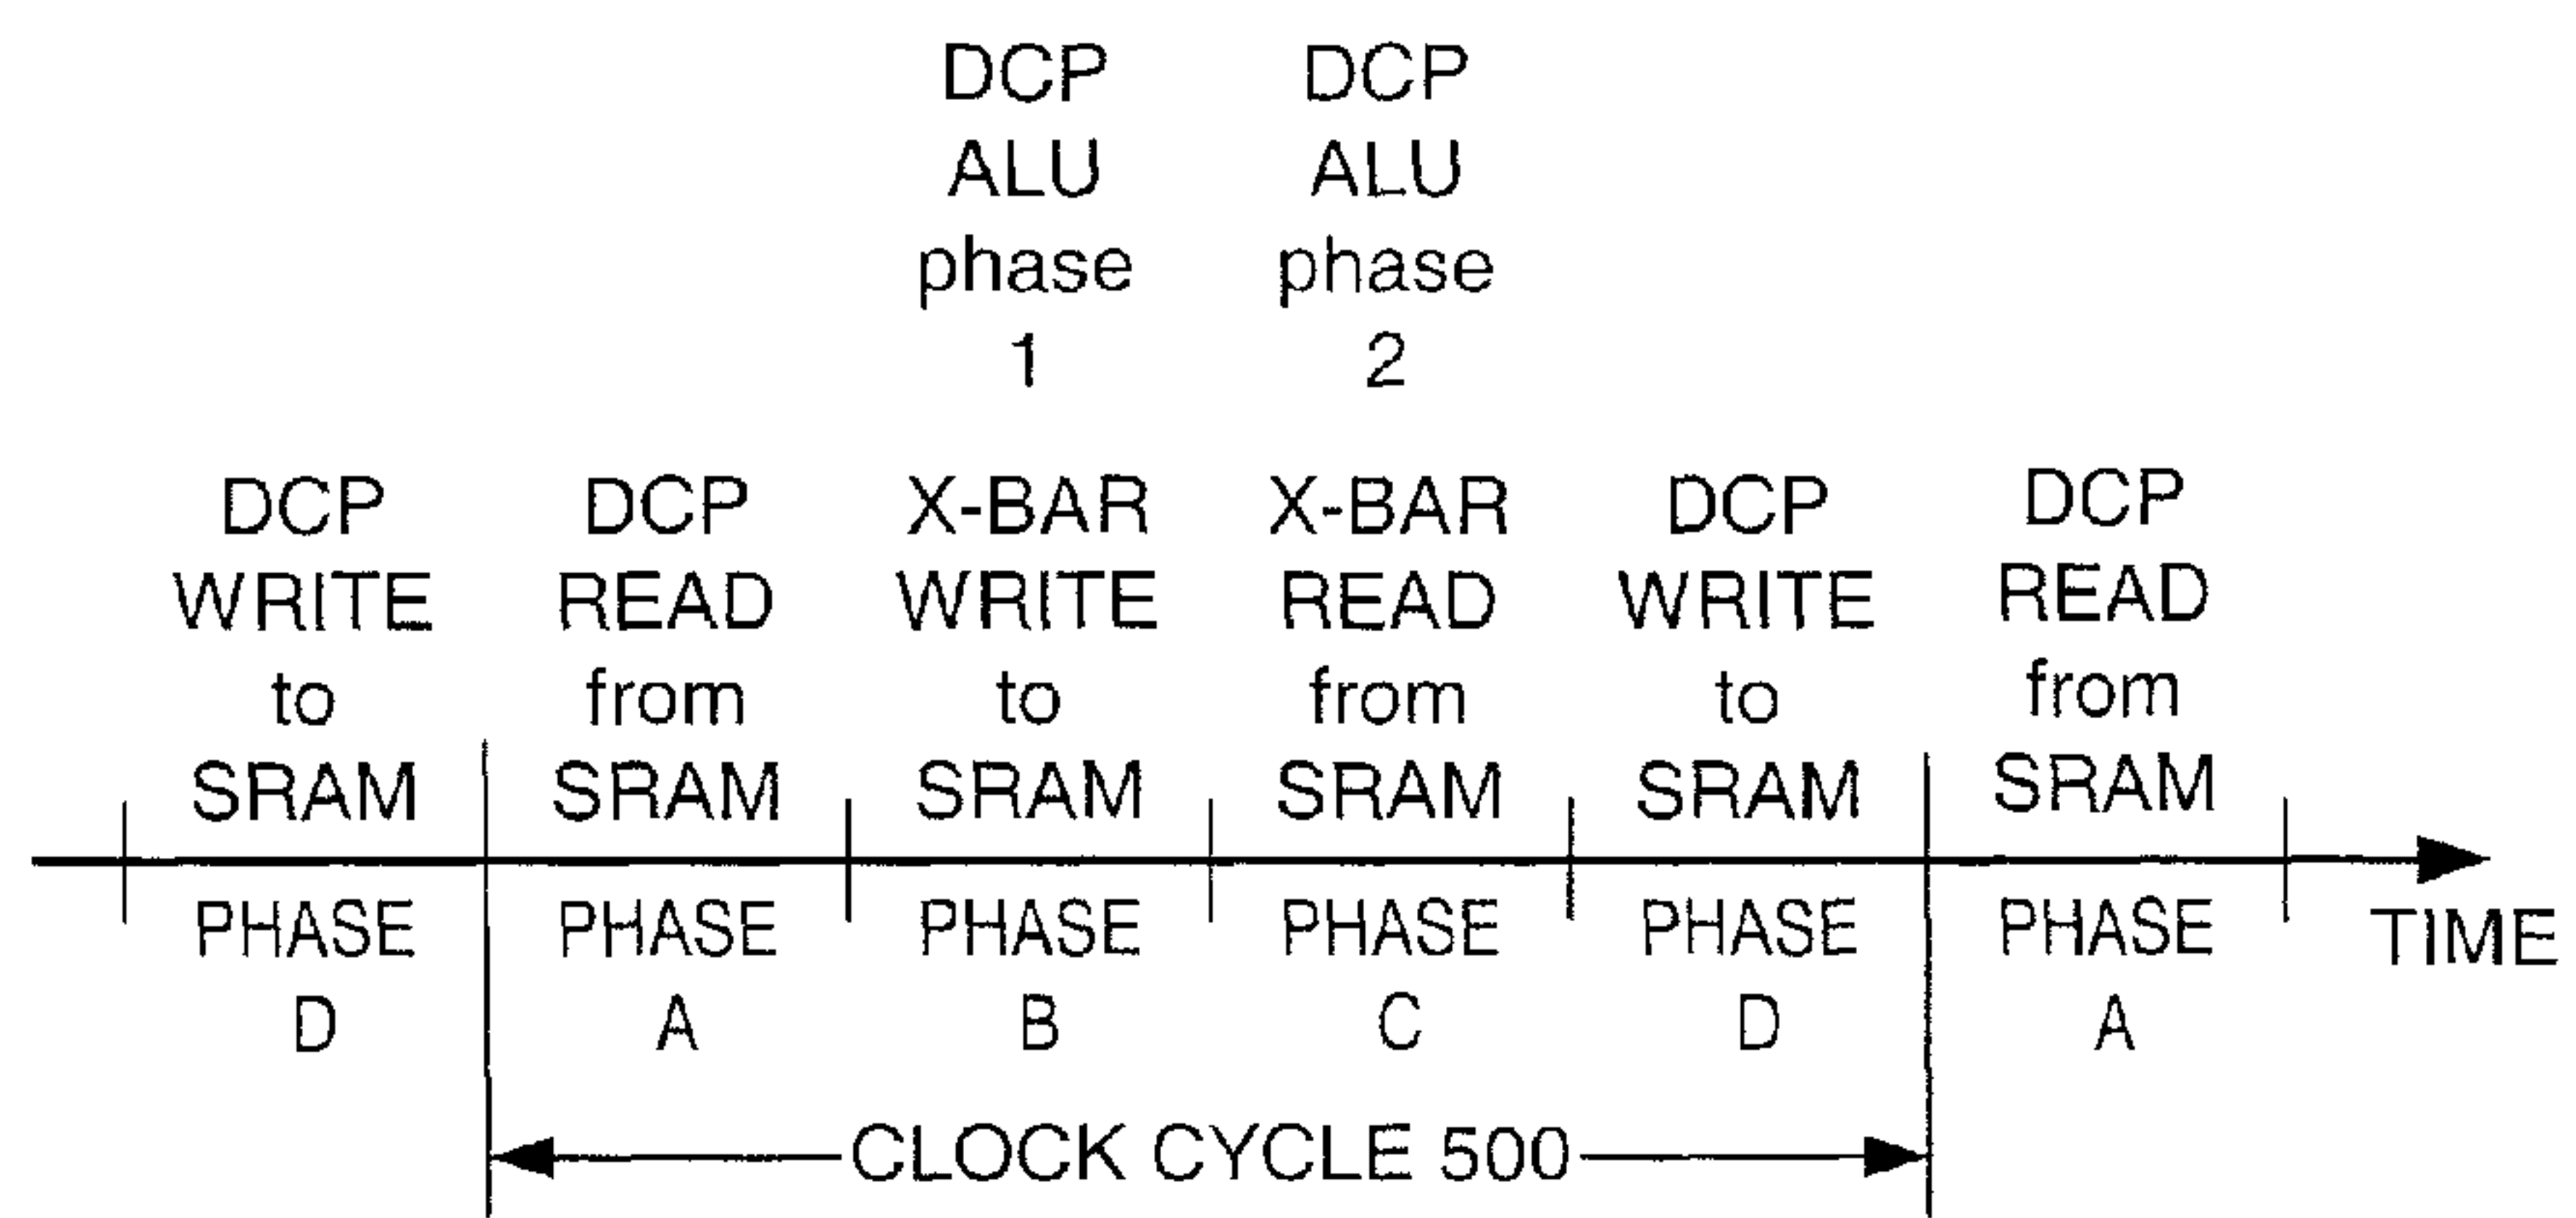 DCP
ALU
phase
1
DCP
ALU
phase
2
DCP
WRITE
to
SRAM
DCP
READ
from
SRAM
X-BAR
WRITE
to
SRAM
X-BAR
READ
from
SRAM
DCP
WRITE
to
SRAM
DCP
READ
from
SRAM
PHASE
D
PHASE
A
PHASE
B
PHASE
C
PHASE
D
PHASE
A
TIME
CLOCK CYCLE 500